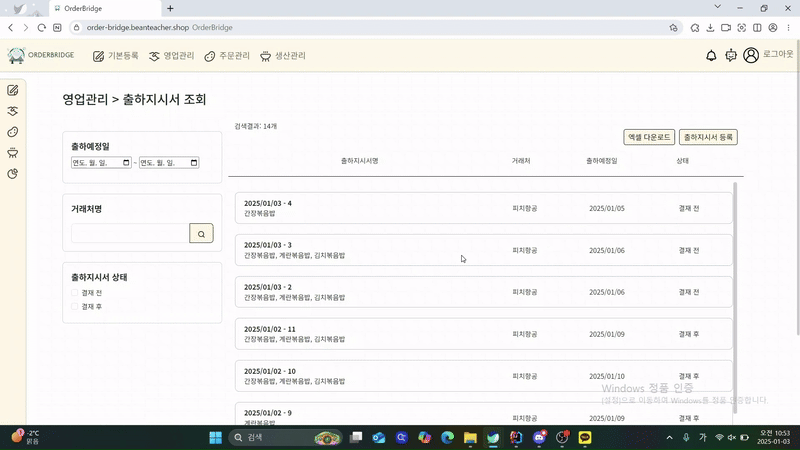 OrderBridge
order-bridge.beanteacher.shop OrderBridge
ORDERBRIDGE 기본등록 영업관리 주문관리 생산관리 로그아웃
영업관리 > 출하지시서 조회
출하예정일
연도. 월. 일. ~ 연도. 월. 일.
거래처명
출하지시서 상태
결재 전
결재 후
검색결과: 14개
엑셀 다운로드 출하지시서 등록
출하지시서명 거래처 출하예정일 상태
2025/01/03 - 4
간장볶음밥 피치항공 2025/01/05 결재 전
2025/01/03 - 3
간장볶음밥, 계란볶음밥, 김치볶음밥 피치항공 2025/01/06 결재 전
2025/01/03 - 2
간장볶음밥, 계란볶음밥, 김치볶음밥 피치항공 2025/01/06 결재 전
2025/01/02 - 11
간장볶음밥, 계란볶음밥, 김치볶음밥 피치항공 2025/01/09 결재 후
2025/01/02 - 10
간장볶음밥, 계란볶음밥, 김치볶음밥 피치항공 2025/01/10 결재 후
2025/01/02 - 9
간장볶음밥, 계란볶음밥, 김치볶음밥 피치항공 2025/01/09 결재 후
Windows 정품 인증
[설정]으로 이동하여 Windows를 정품 인증합니다.
-2°C
맑음
검색
가
오전 10:53
2025-01-03